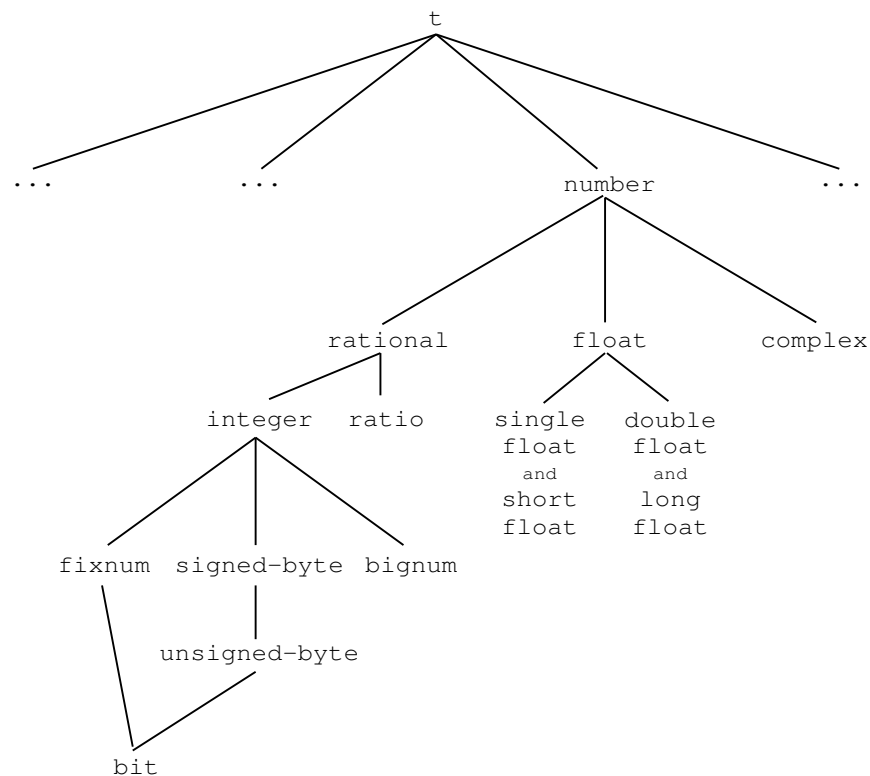 t
... ... number ...
rational float complex
integer ratio single double
float float
and and
short long
float float
fixnum signed-byte bignum
unsigned-byte
bit